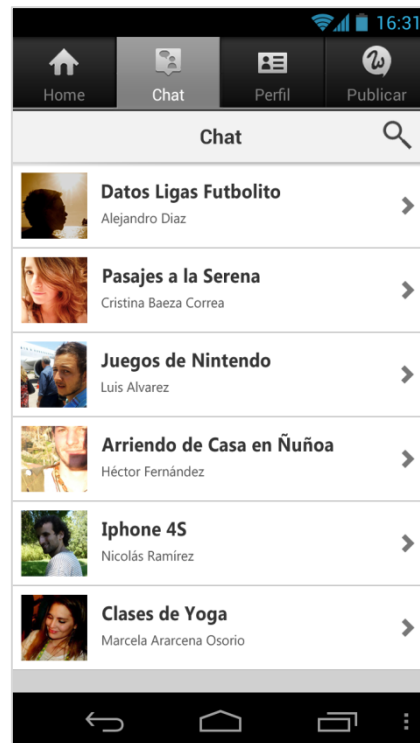 16:31
Home Chat Perfil Publicar
Chat
Datos Ligas Futbolito
Alejandro Diaz
Pasajes a la Serena
Cristina Baeza Correa
Juegos de Nintendo
Luis Alvarez
Arriendo de Casa en Ñuñoa
Héctor Fernández
Iphone 4S
Nicolás Ramírez
Clases de Yoga
Marcela Ararcena Osorio